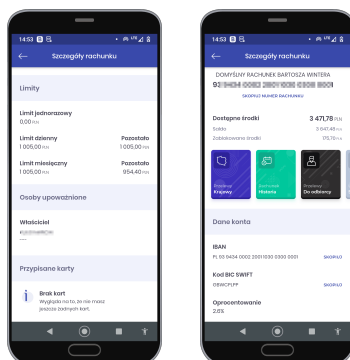 14:53
Szczegóły rachunku
Limity
Limit jednorazowy
0,00 PLN
Limit dzienny Pozostało
1 005,00 PLN 1 005,00 PLN
Limit miesięczny Pozostało
1 005,00 PLN 954,40 PLN
Osoby upoważnione
Właściciel
Przypisane karty
Brak kart
Wygląda na to, że nie masz
jeszcze żadnych kart.
14:53
Szczegóły rachunku
DOMYŚLNY RACHUNEK BARTOSZA
WINTERA
SKOPIUJ NUMER RACHUNKU
Dostępne środki 3 471,78 PLN
Saldo 3 647,48 PLN
Zablokowane środki 175,70 PLN
Przelewy
Krajowy
Historia
Przelewy
Do odbiorcy
Dane konta
IBAN
SKOPIUJ
Kod BIC SWIFT
GBWCPLPP SKOPIUJ
Oprocentowanie
2.6%